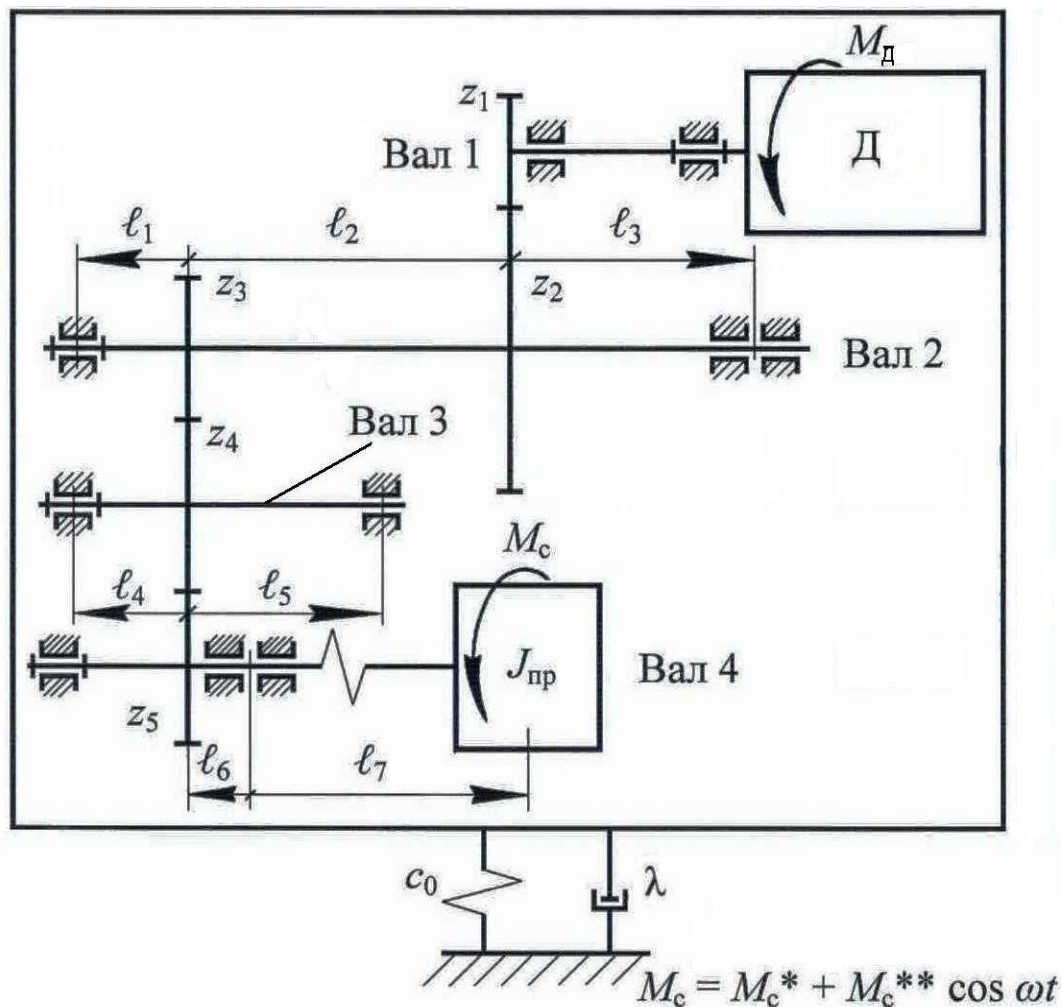 M_Д
z_1
Вал 1
Д
ℓ_1
ℓ_2
ℓ_3
z_3
z_2
Вал 2
Вал 3
z_4
M_с
ℓ_4
ℓ_5
J_пр
Вал 4
z_5
ℓ_6
ℓ_7
c_0
λ
M_с = M_с* + M_с** cos ωt